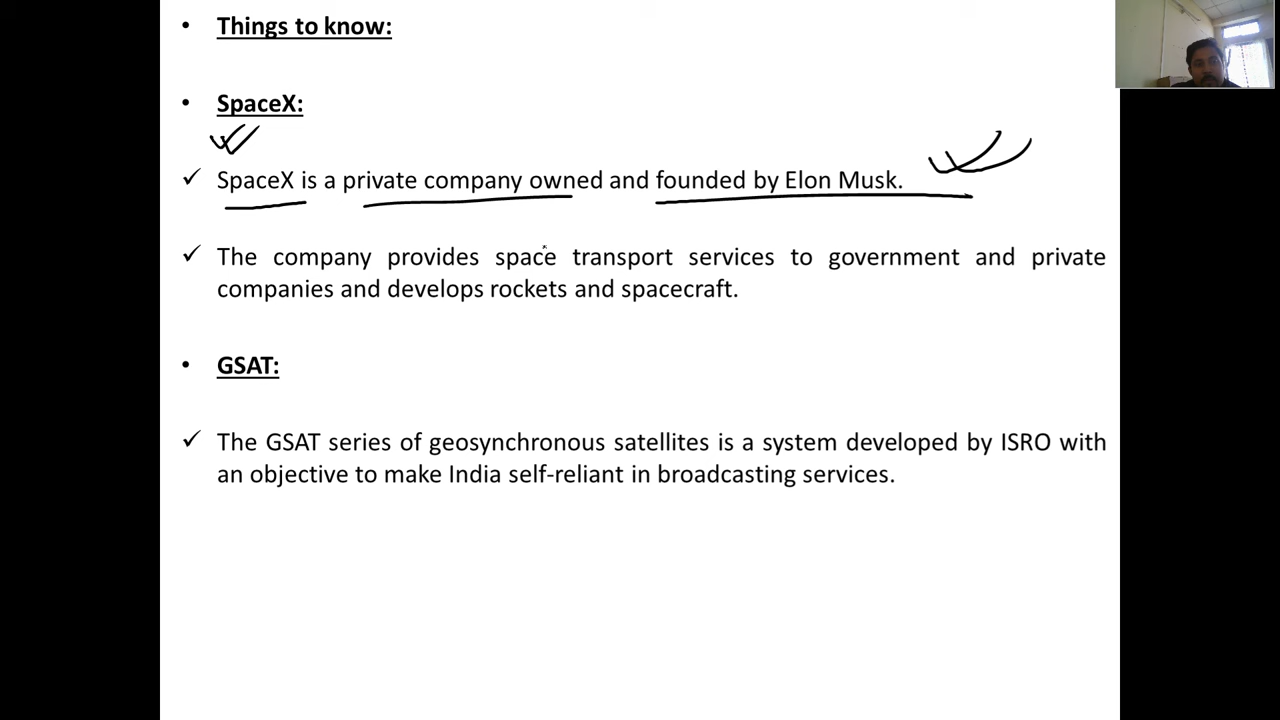 • Things to know:
• SpaceX:
✓ SpaceX is a private company owned and founded by Elon Musk.
✓ The company provides space transport services to government and private
companies and develops rockets and spacecraft.
• GSAT:
✓ The GSAT series of geosynchronous satellites is a system developed by ISRO with
an objective to make India self-reliant in broadcasting services.